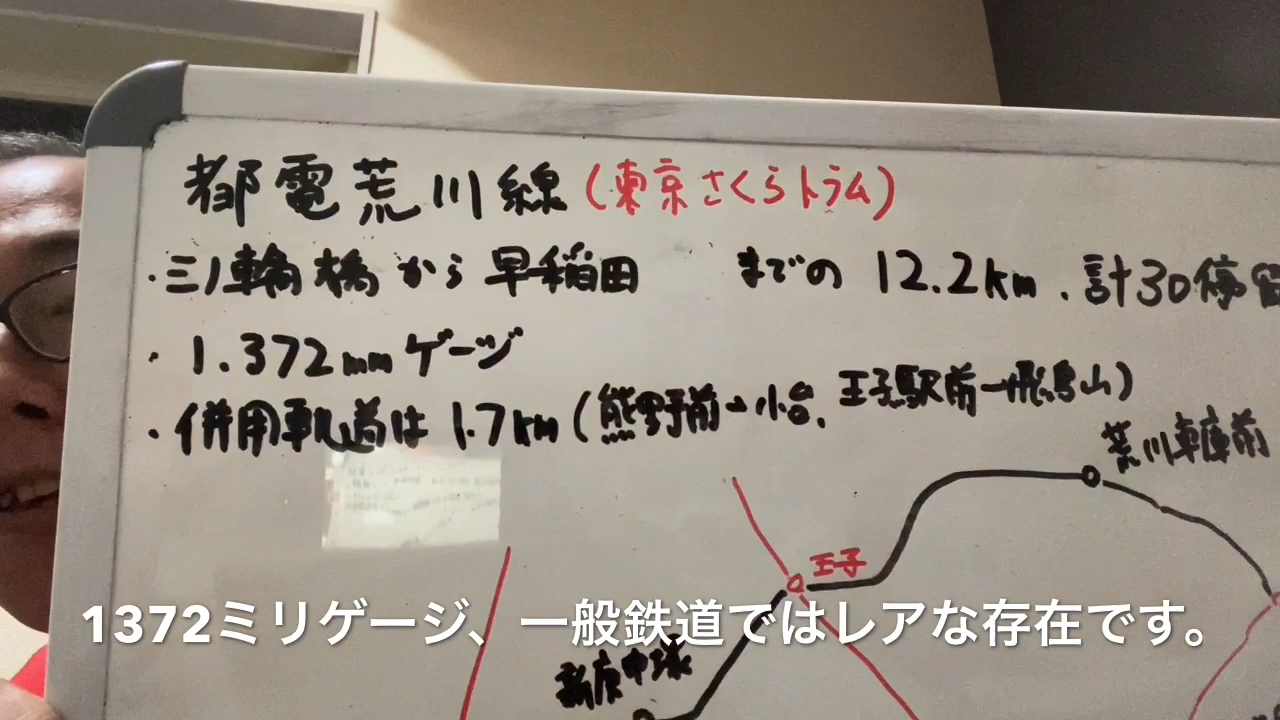 都電荒川線(東京さくらトラム)
・三ノ輪橋から早稲田 までの 12.2km、計30停留
・1.372mmゲージ
・併用軌道は1.7km(熊野前→小台、王子駅前→飛鳥山)
荒川車庫前
王子
1372ミリゲージ、一般鉄道ではレアな存在です。
新庚申塚